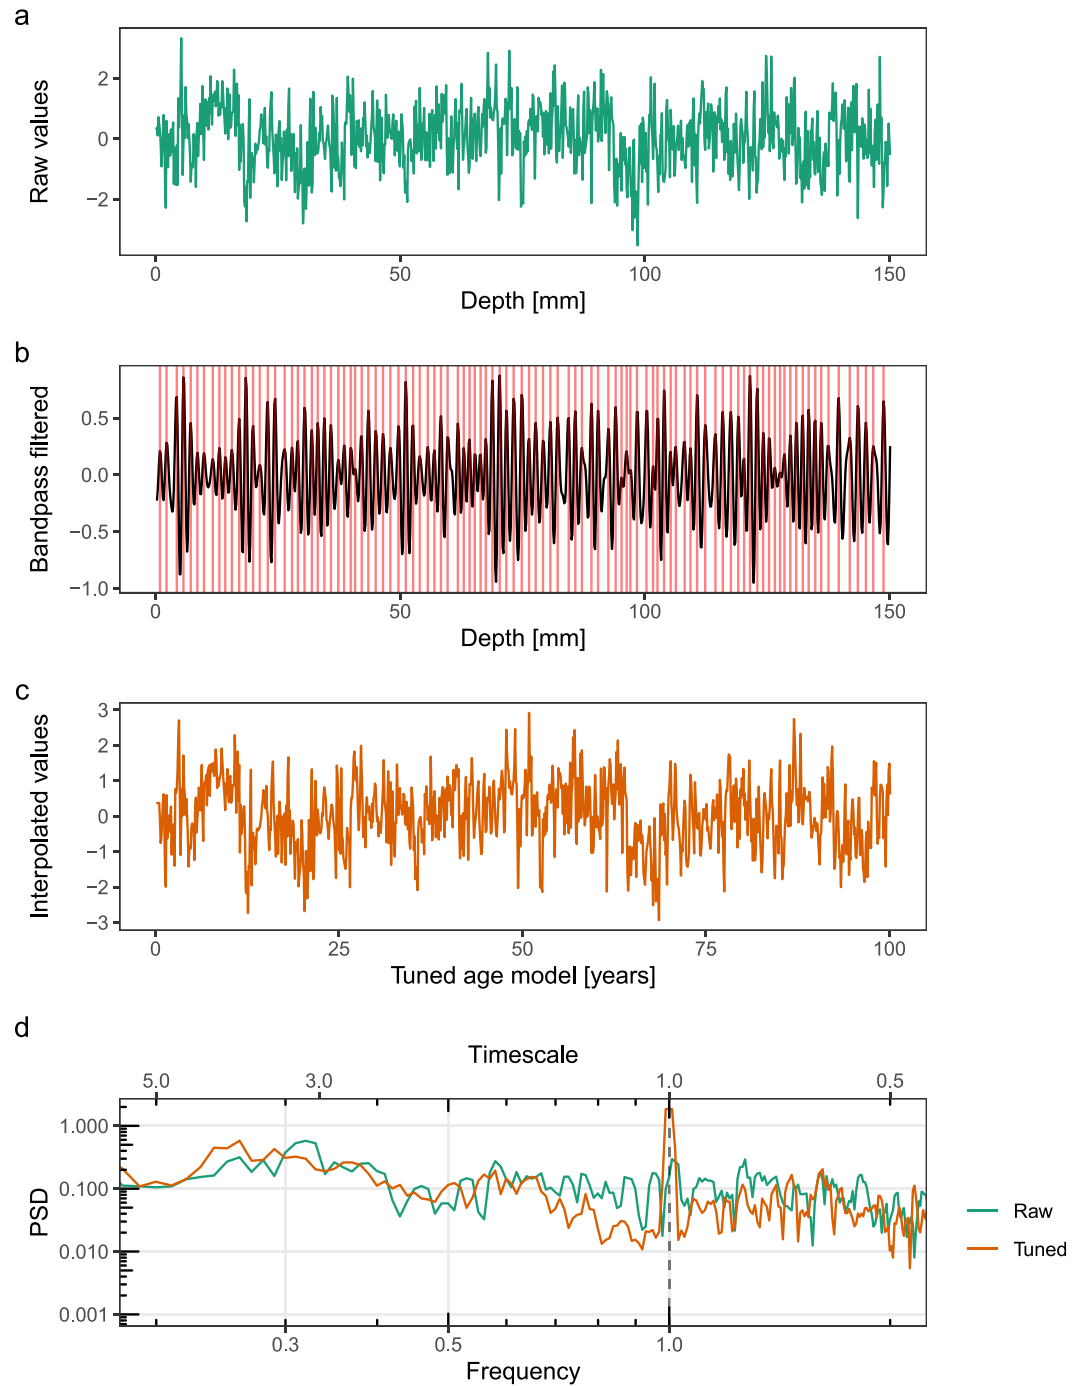 a
Raw values
2
0
−2
0 50 100 150
Depth [mm]
b
Bandpass filtered
0.5
0.0
−0.5
−1.0
0 50 100 150
Depth [mm]
c
Interpolated values
3
2
1
0
−1
−2
−3
0 25 50 75 100
Tuned age model [years]
d
Timescale
5.0 3.0 1.0 0.5
PSD
1.000
0.100
0.010
0.001
0.3 0.5 1.0
Frequency
Raw
Tuned